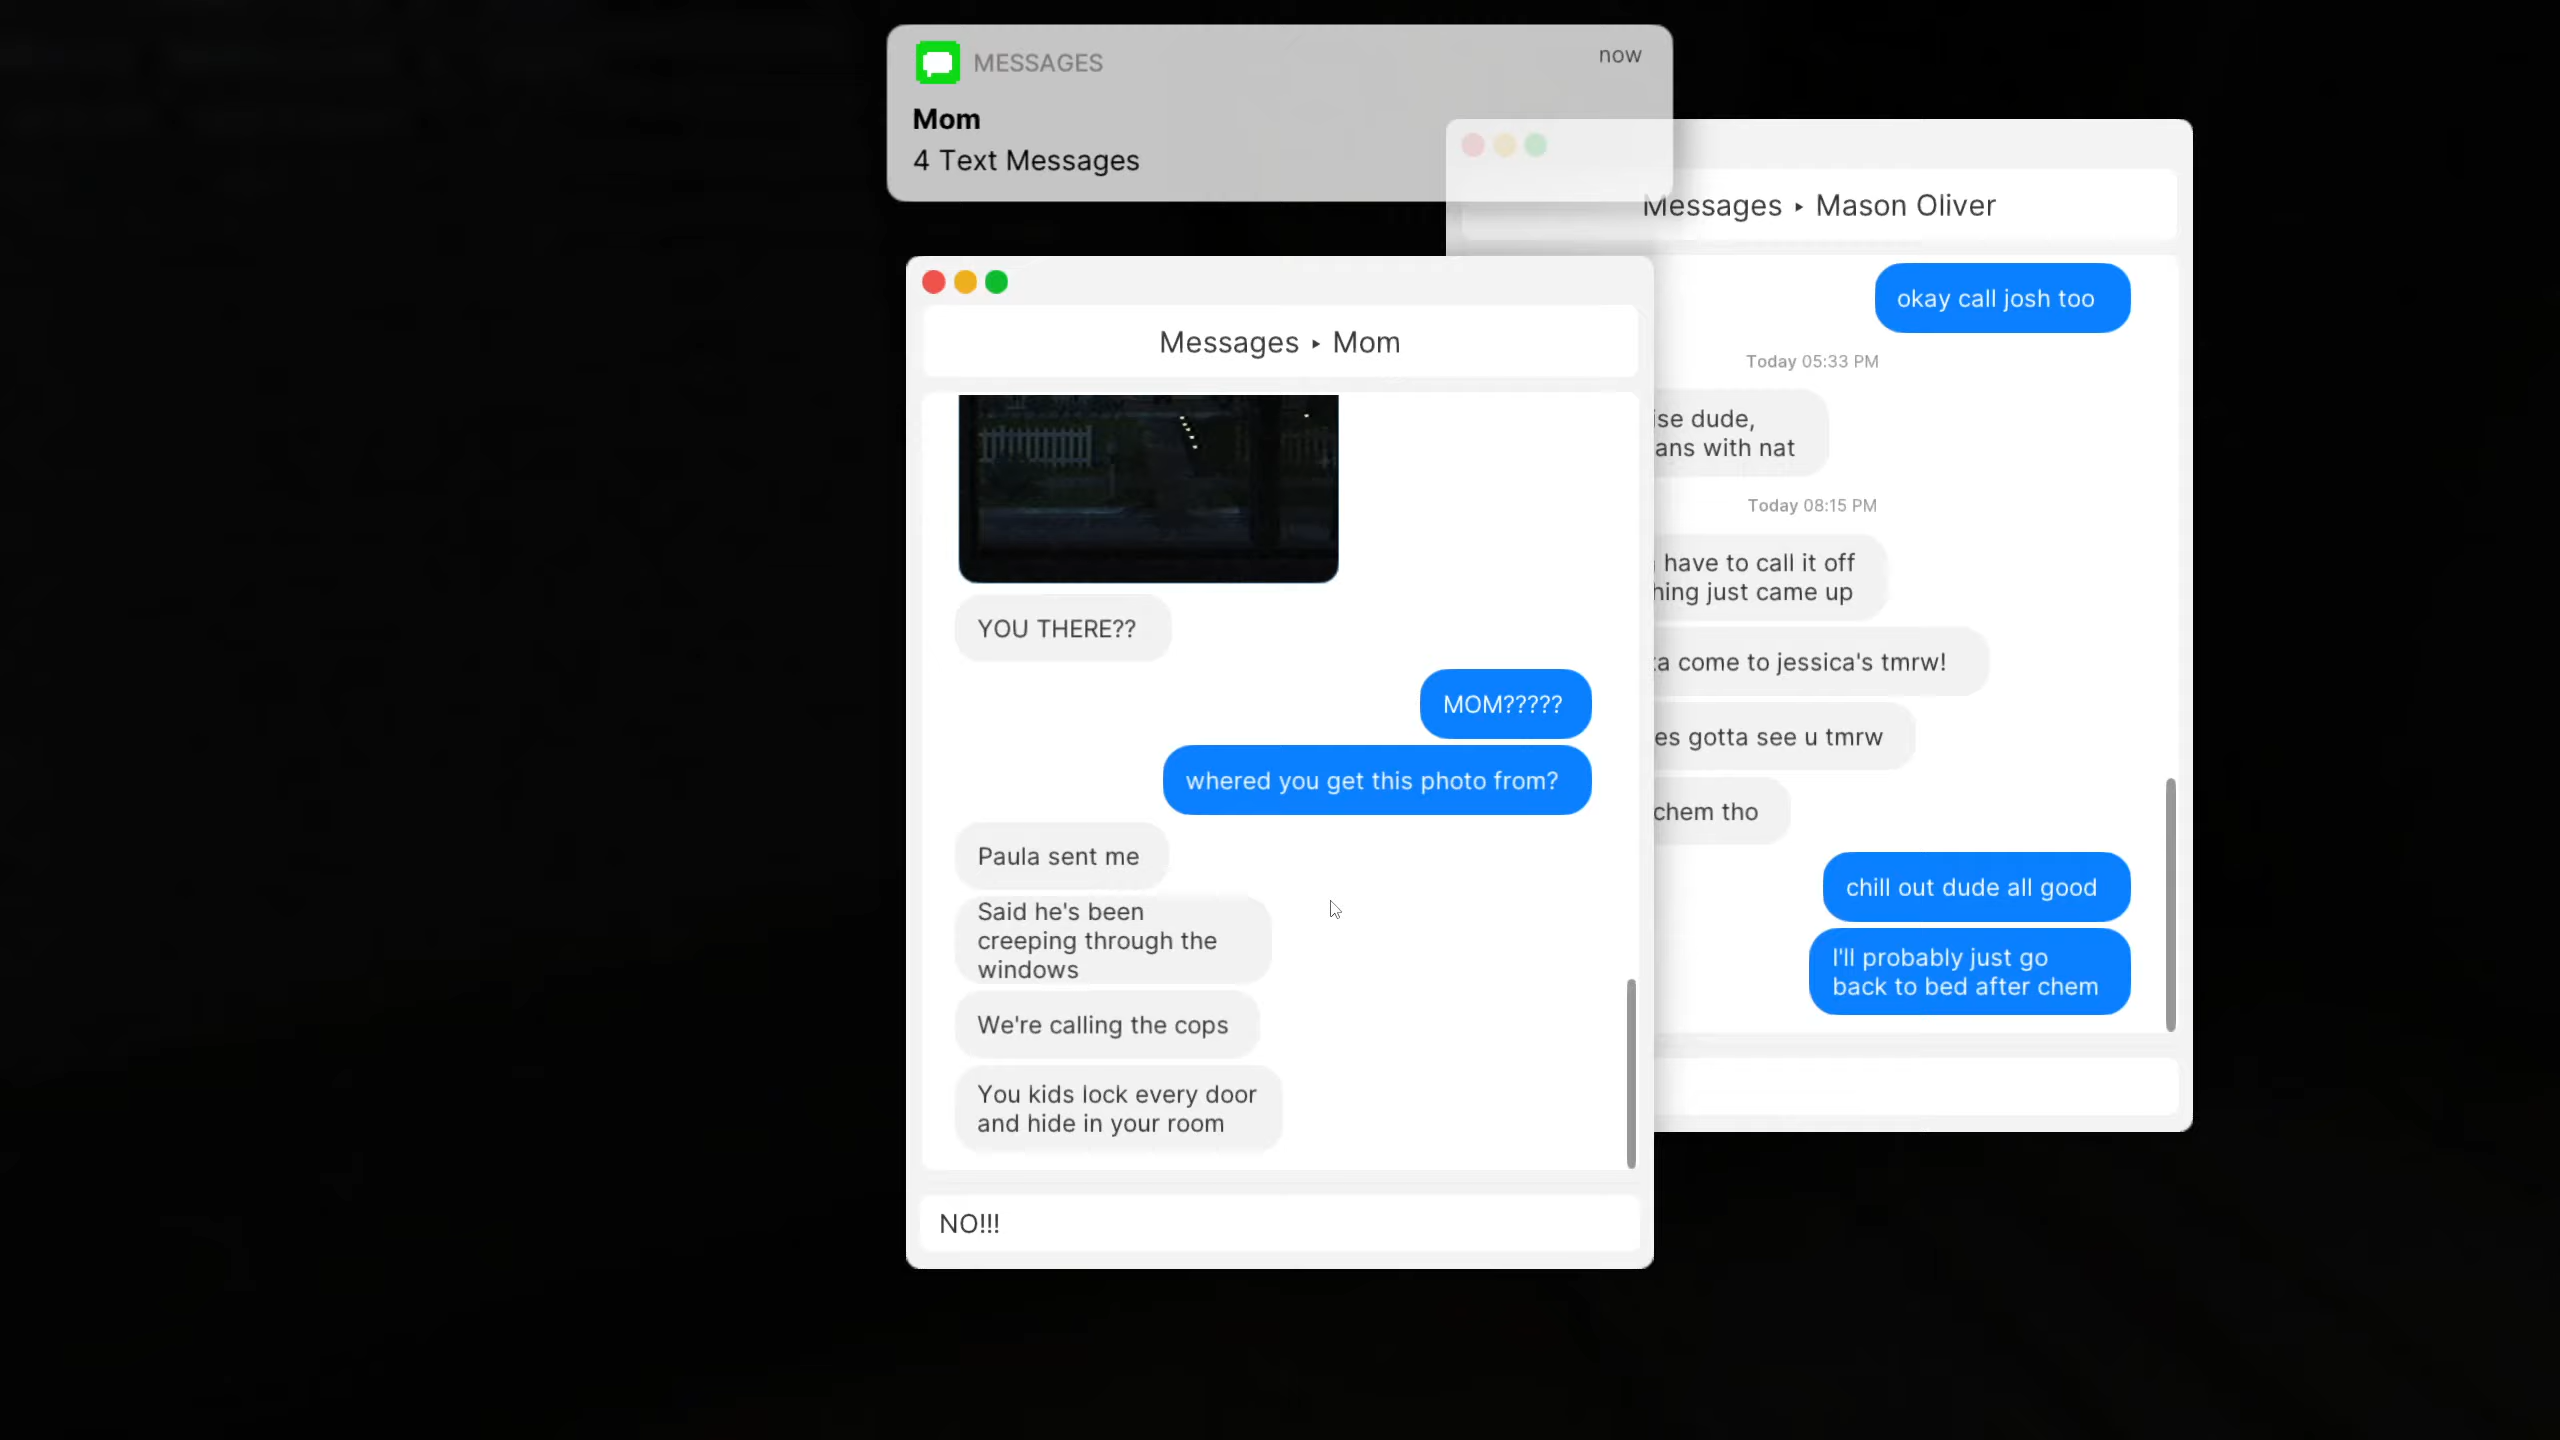 MESSAGES
now
Mom
4 Text Messages
Messages ▸ Mom
YOU THERE??
MOM?????
whered you get this photo from?
Paula sent me
Said he's been
creeping through the
windows
We're calling the cops
You kids lock every door
and hide in your room
NO!!!
Messages ▸ Mason Oliver
okay call josh too
Today 05:33 PM
dude,
with nat
Today 08:15 PM
have to call it off
just came up
come to jessica's tmrw!
gotta see u tmrw
chem tho
chill out dude all good
I'll probably just go
back to bed after chem